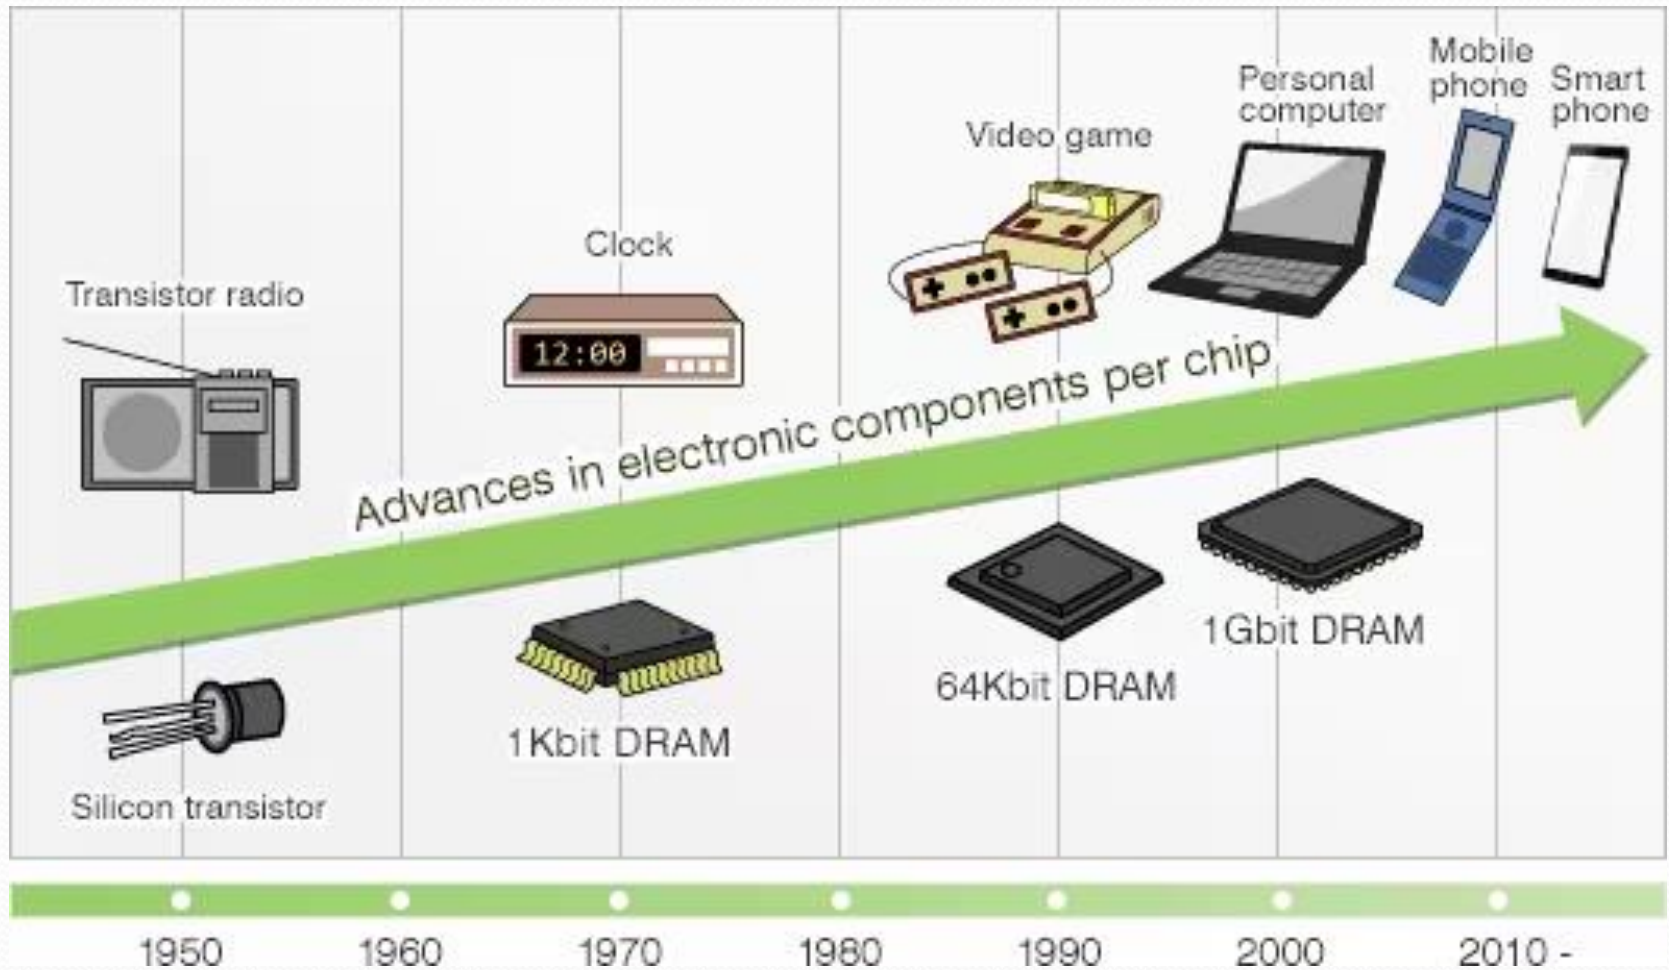 Mobile
phone
Smart
phone
Personal
computer
Video game
Clock
12:00
Transistor radio
Advances in electronic components per chip
1Gbit DRAM
64Kbit DRAM
1Kbit DRAM
Silicon transistor
1950 1960 1970 1980 1990 2000 2010 -